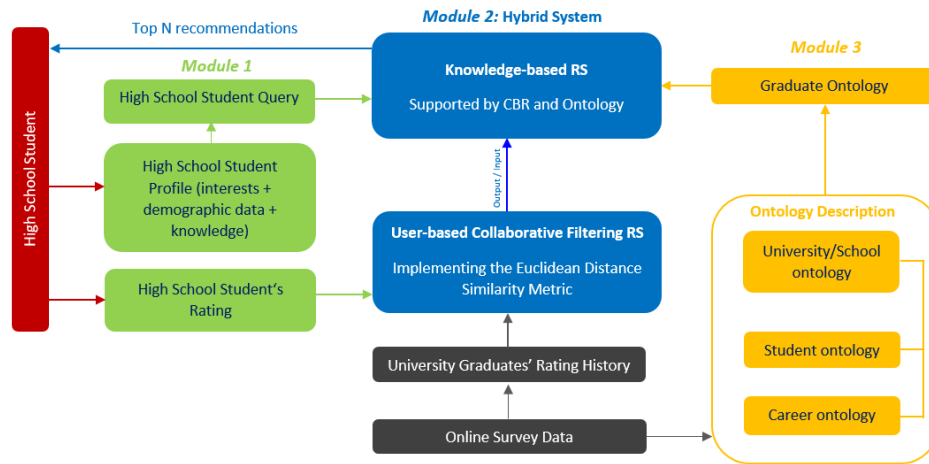 Module 2: Hybrid System
Top N recommendations
Module 1
Module 3
High School Student
High School Student Query
Knowledge-based RS
Supported by CBR and Ontology
Graduate Ontology
High School Student
Profile (interests +
demographic data +
knowledge)
Output / Input
Ontology Description
User-based Collaborative Filtering RS
Implementing the Euclidean Distance
Similarity Metric
University/School
ontology
High School Student’s
Rating
University Graduates’ Rating History
Student ontology
Career ontology
Online Survey Data